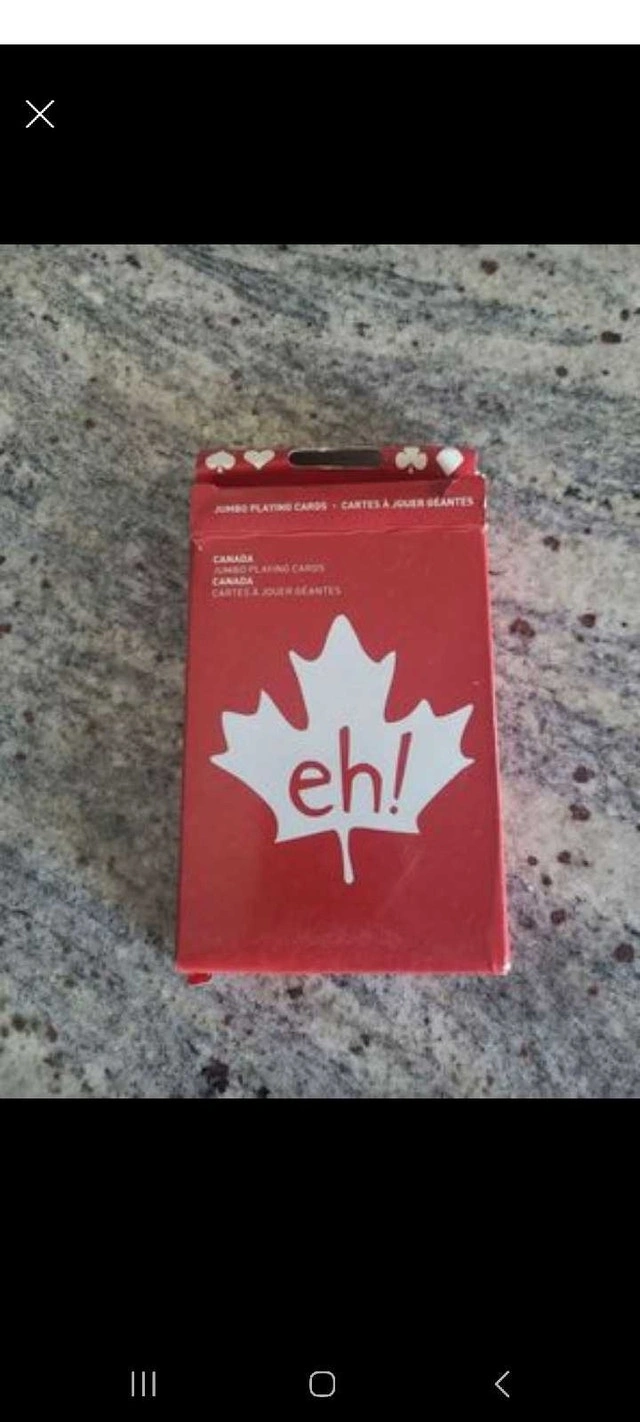 JUMBO PLAYING CARDS • CARTES À JOUER GÉANTES
CANADA
JUMBO PLAYING CARDS
CANADA
CARTES À JOUER GÉANTES
eh!